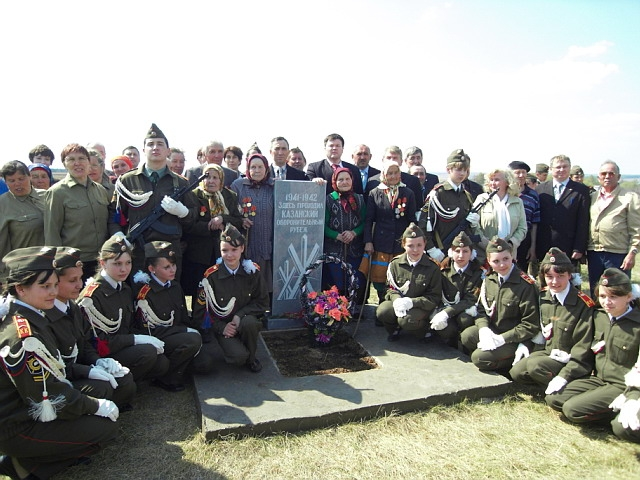 1941-1942
ЗДЕСЬ ПРОХОДИЛ
КАЗАНСКИЙ
ОБОРОНИТЕЛЬНЫЙ
РУБЕЖ